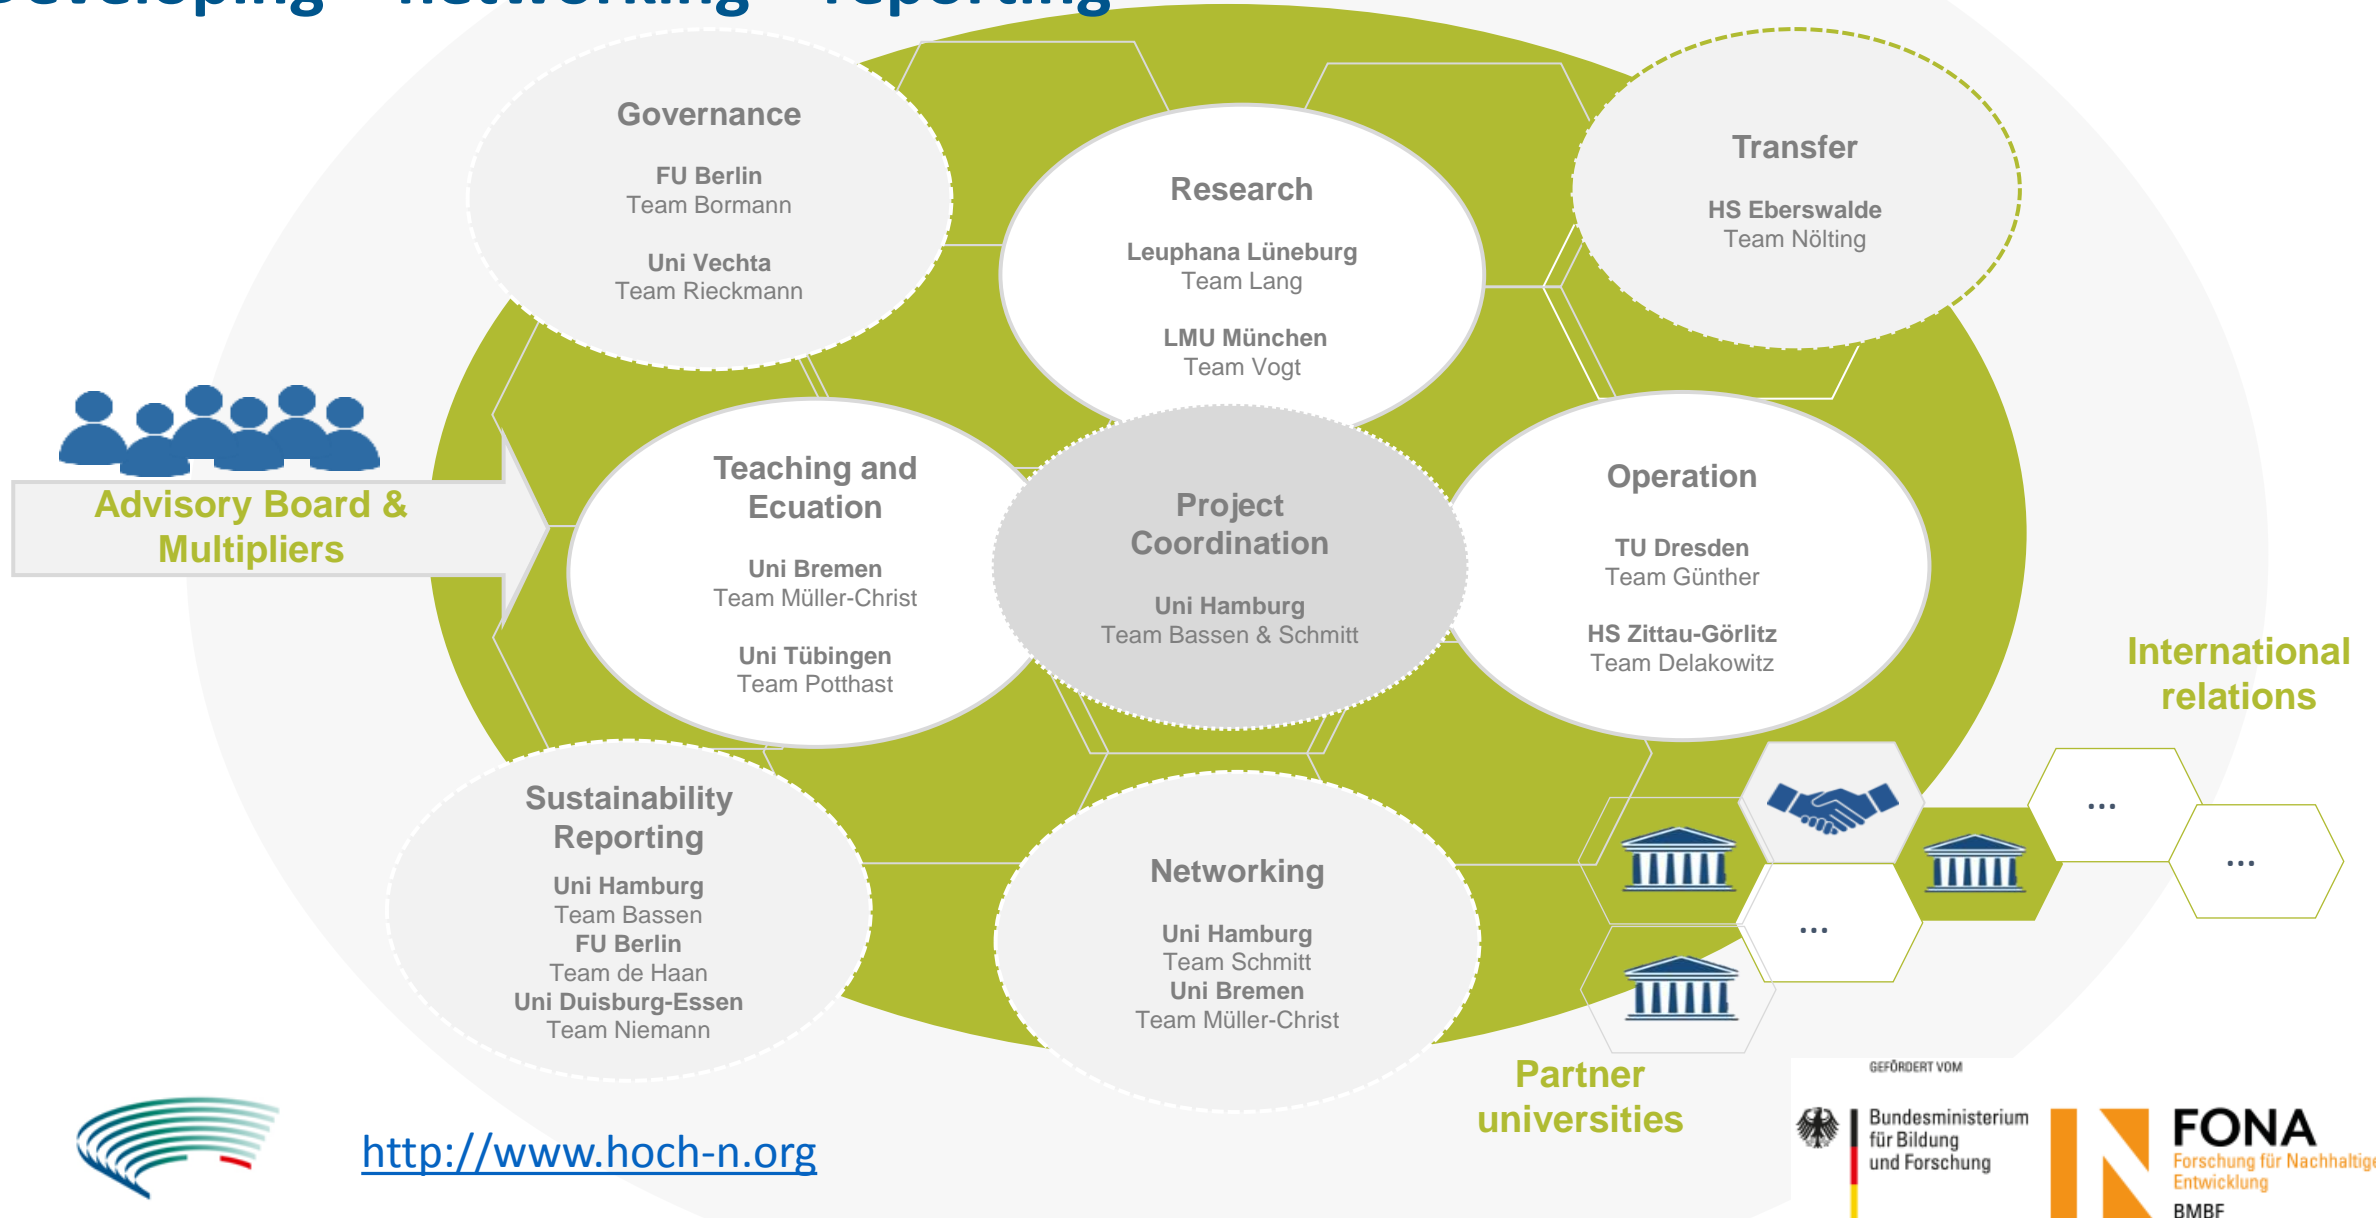 Developing – networking – reporting
Governance
FU Berlin
Team Bormann
Uni Vechta
Team Rieckmann
Research
Leuphana Lüneburg
Team Lang
LMU München
Team Vogt
Transfer
HS Eberswalde
Team Nölting
Advisory Board &
Multipliers
Teaching and
Ecuation
Uni Bremen
Team Müller-Christ
Uni Tübingen
Team Potthast
Project
Coordination
Uni Hamburg
Team Bassen & Schmitt
Operation
TU Dresden
Team Günther
HS Zittau-Görlitz
Team Delakowitz
International
relations
Sustainability
Reporting
Uni Hamburg
Team Bassen
FU Berlin
Team de Haan
Uni Duisburg-Essen
Team Niemann
Networking
Uni Hamburg
Team Schmitt
Uni Bremen
Team Müller-Christ
...
...
...
Partner
universities
http://www.hoch-n.org
GEFÖRDERT VOM
Bundesministerium
für Bildung
und Forschung
FONA
Forschung für Nachhaltige
Entwicklung
BMBF